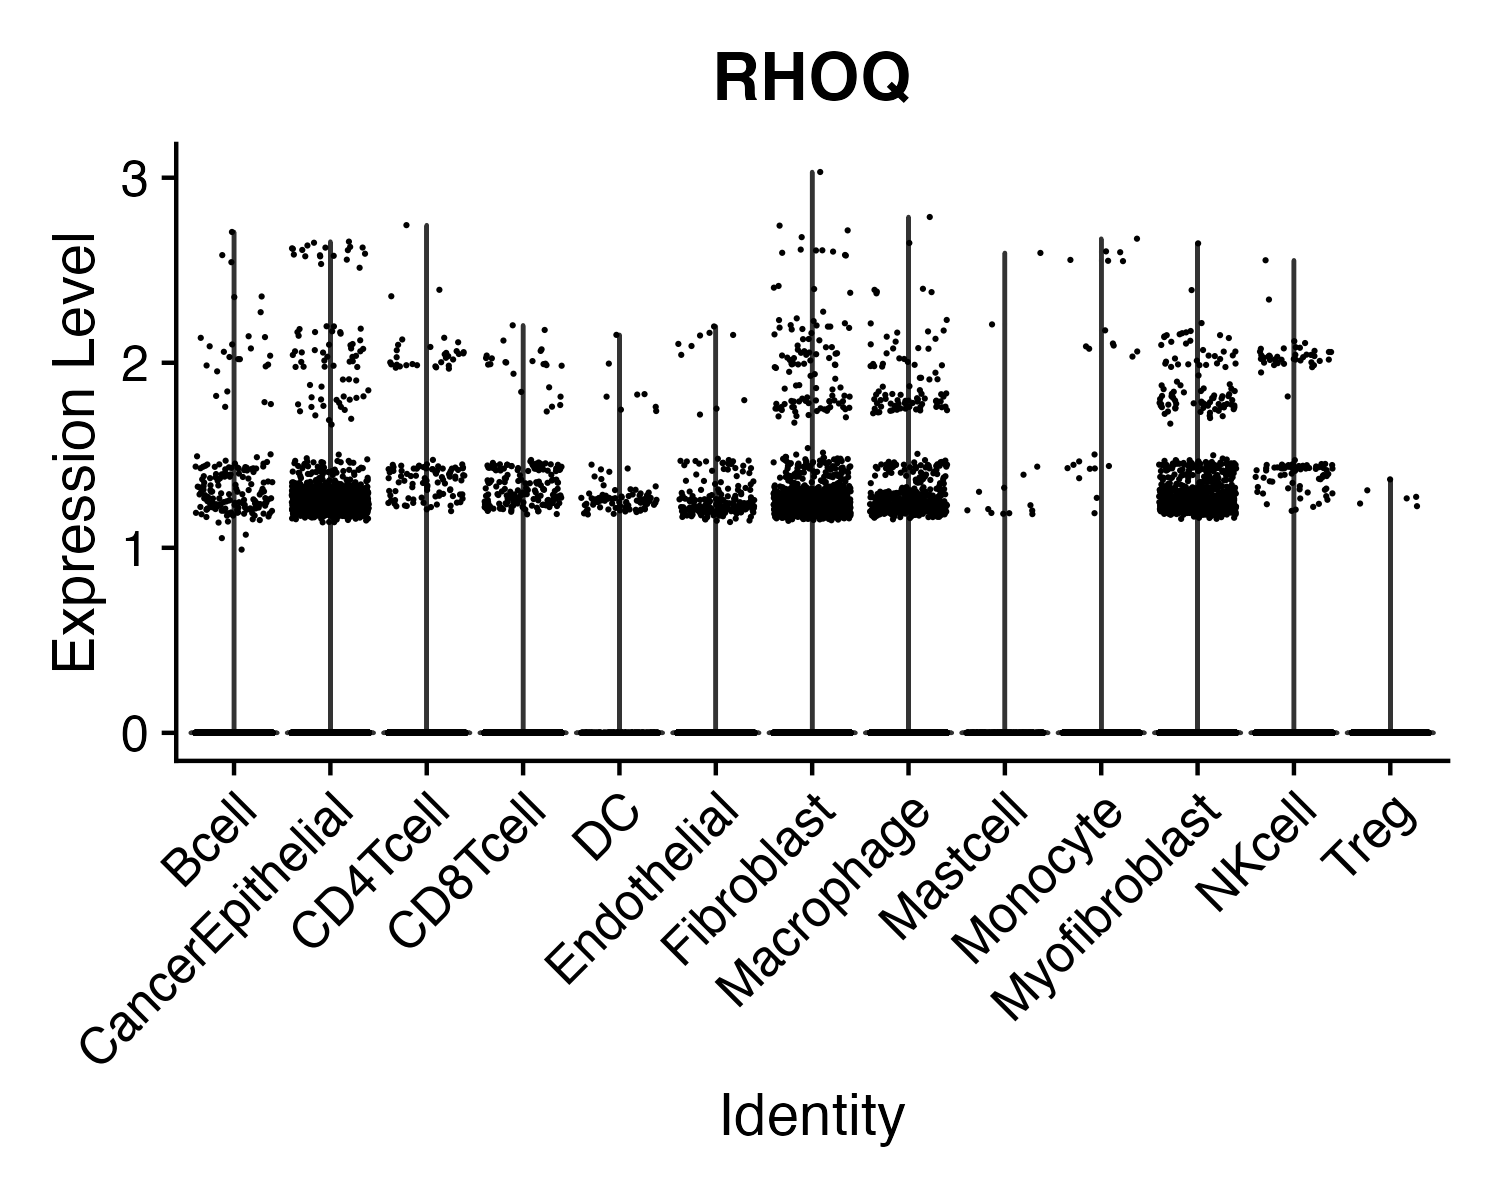 RHOQ
Expression Level
3
2
1
0
Bcell
CancerEpithelial
CD4Tcell
CD8Tcell
DC
Endothelial
Fibroblast
Macrophage
Mastcell
Monocyte
Myofibroblast
NKcell
Treg
Identity